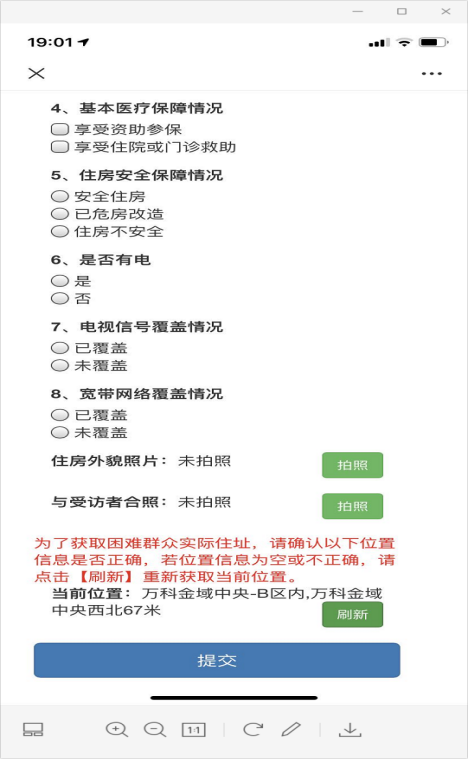 19:01
4、基本医疗保障情况
享受资助参保
享受住院或门诊救助
5、住房安全保障情况
安全住房
已危房改造
住房不安全
6、是否有电
是
否
7、电视信号覆盖情况
已覆盖
未覆盖
8、宽带网络覆盖情况
已覆盖
未覆盖
住房外貌照片：未拍照 拍照
与受访者合照：未拍照 拍照
为了获取困难群众实际住址，请确认以下位置
信息是否正确，若位置信息为空或不正确，请
点击【刷新】重新获取当前位置。
当前位置：万科金域中央-B区内,万科金域
中央西北67米 刷新
提交
1:1